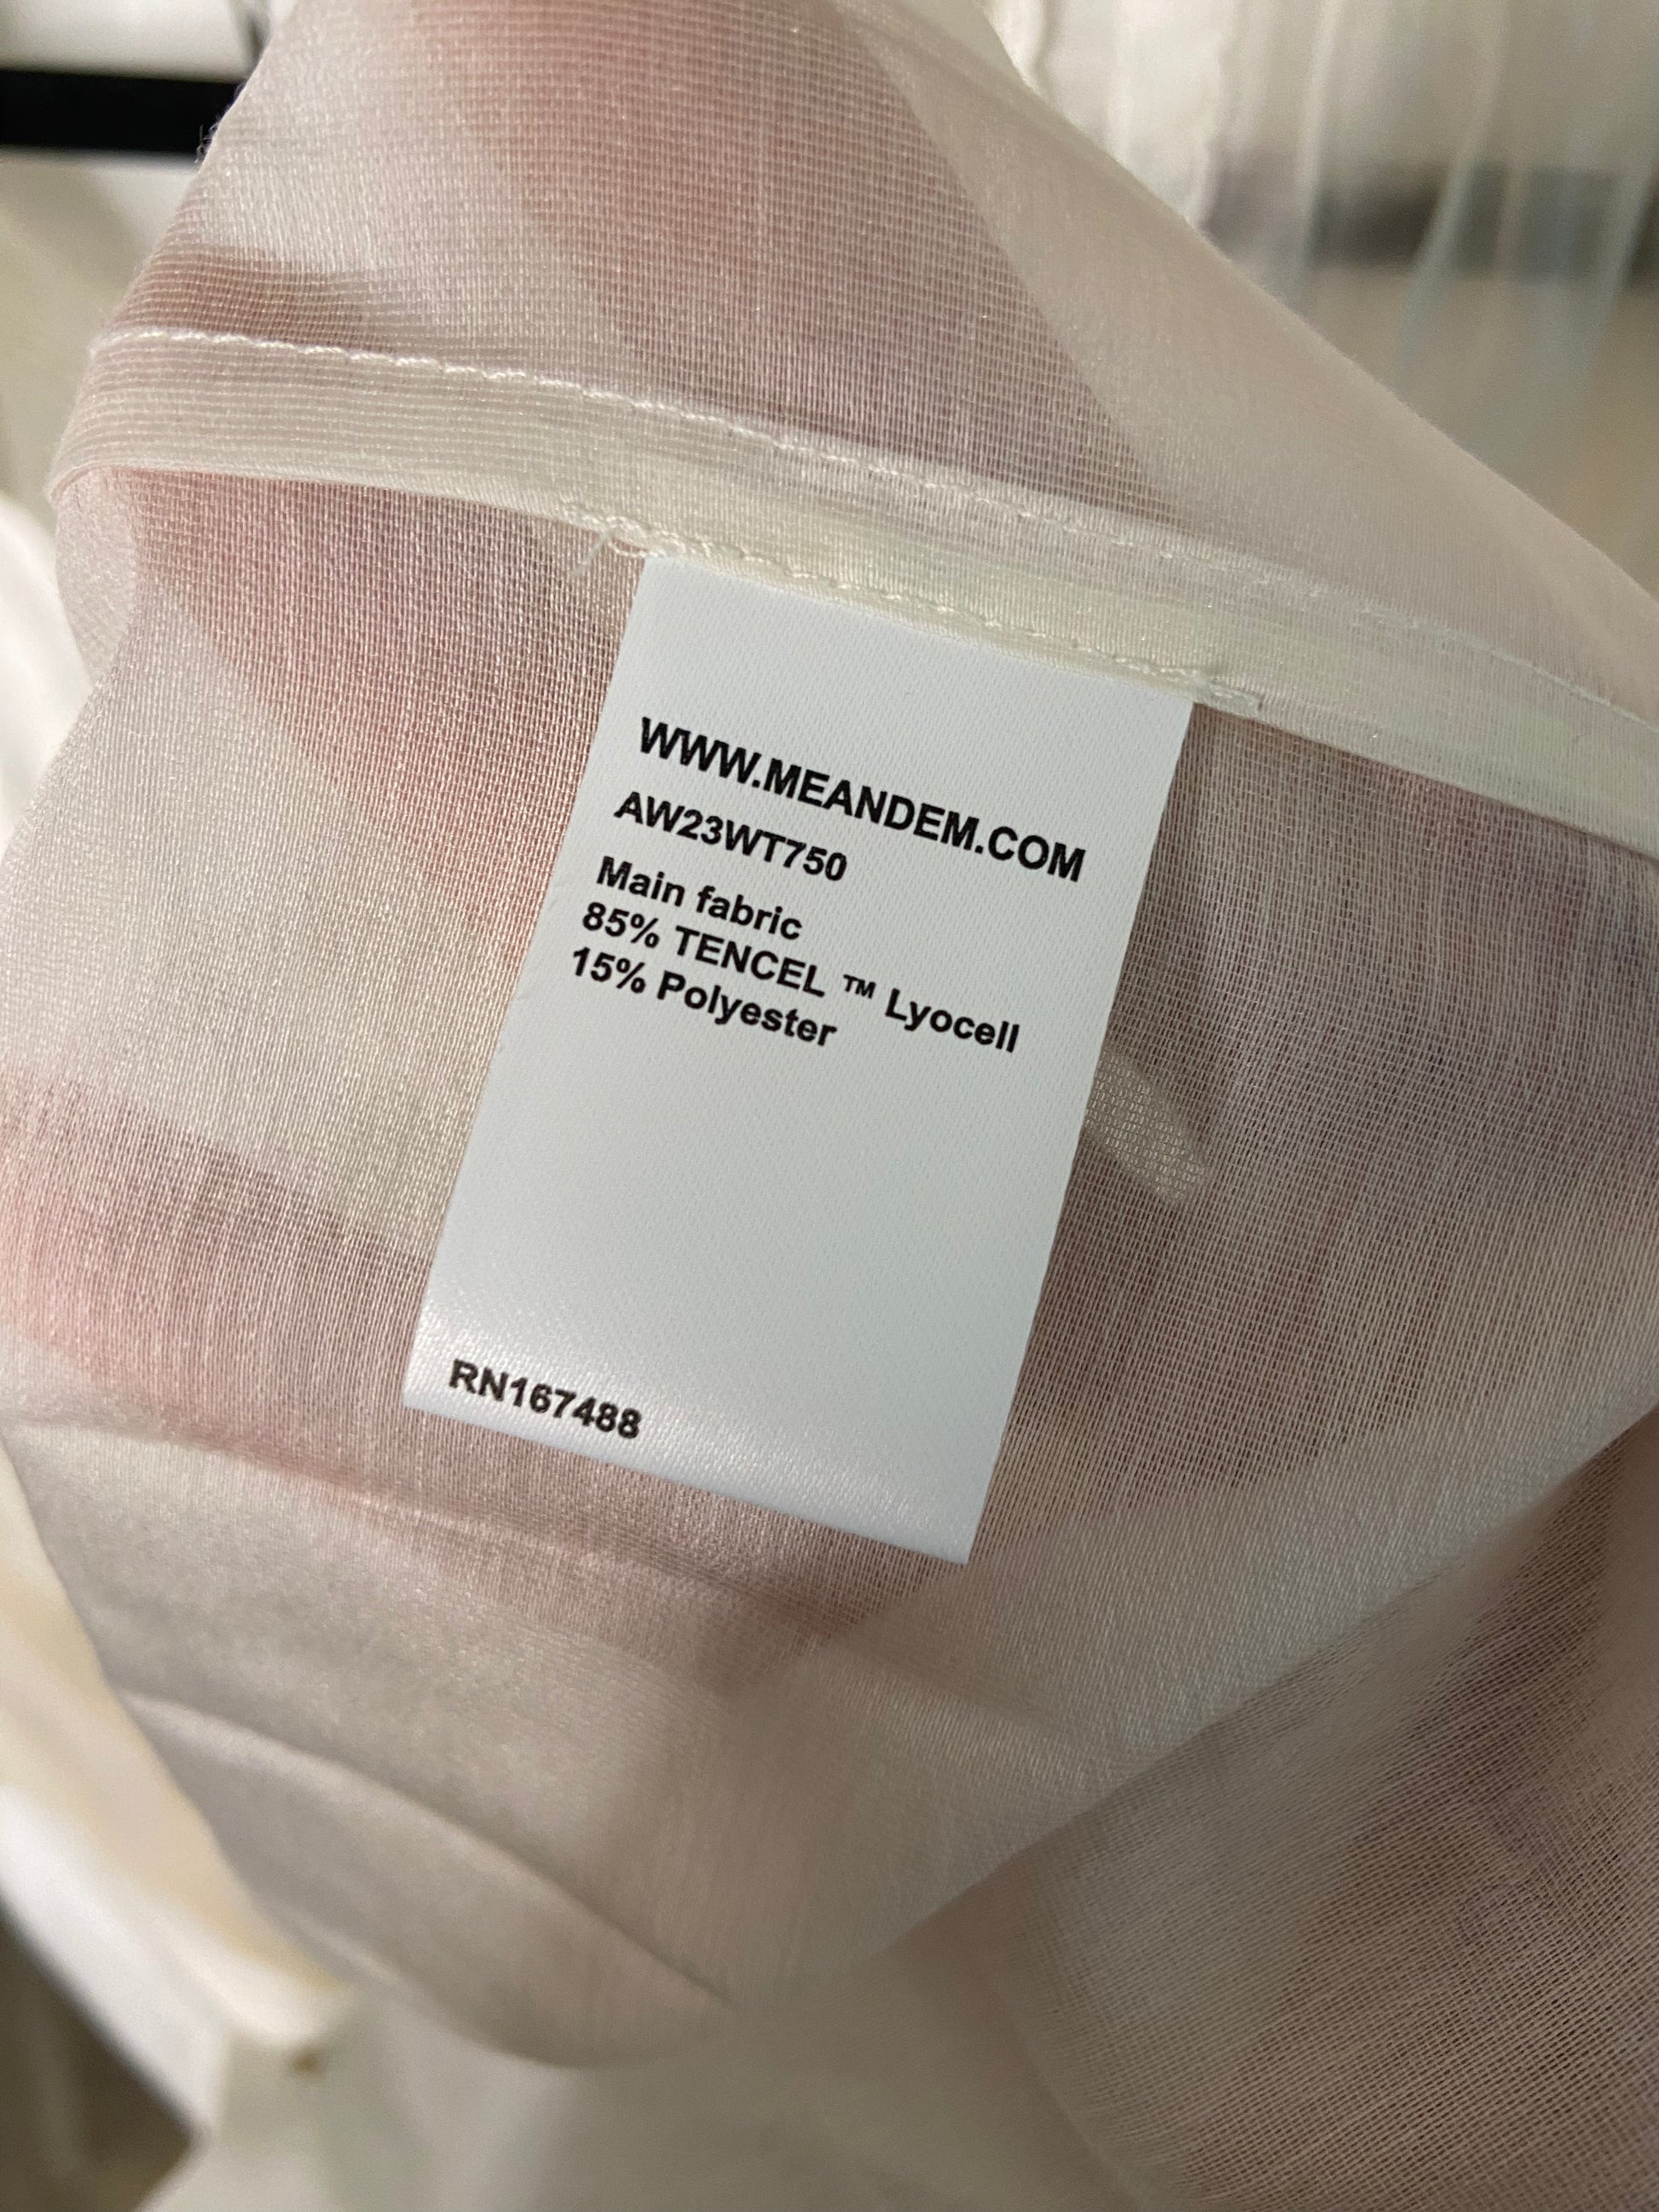 WWW.MEANDEM.COM
AW23WT750
Main fabric
85% TENCEL ™ Lyocell
15% Polyester
RN167488